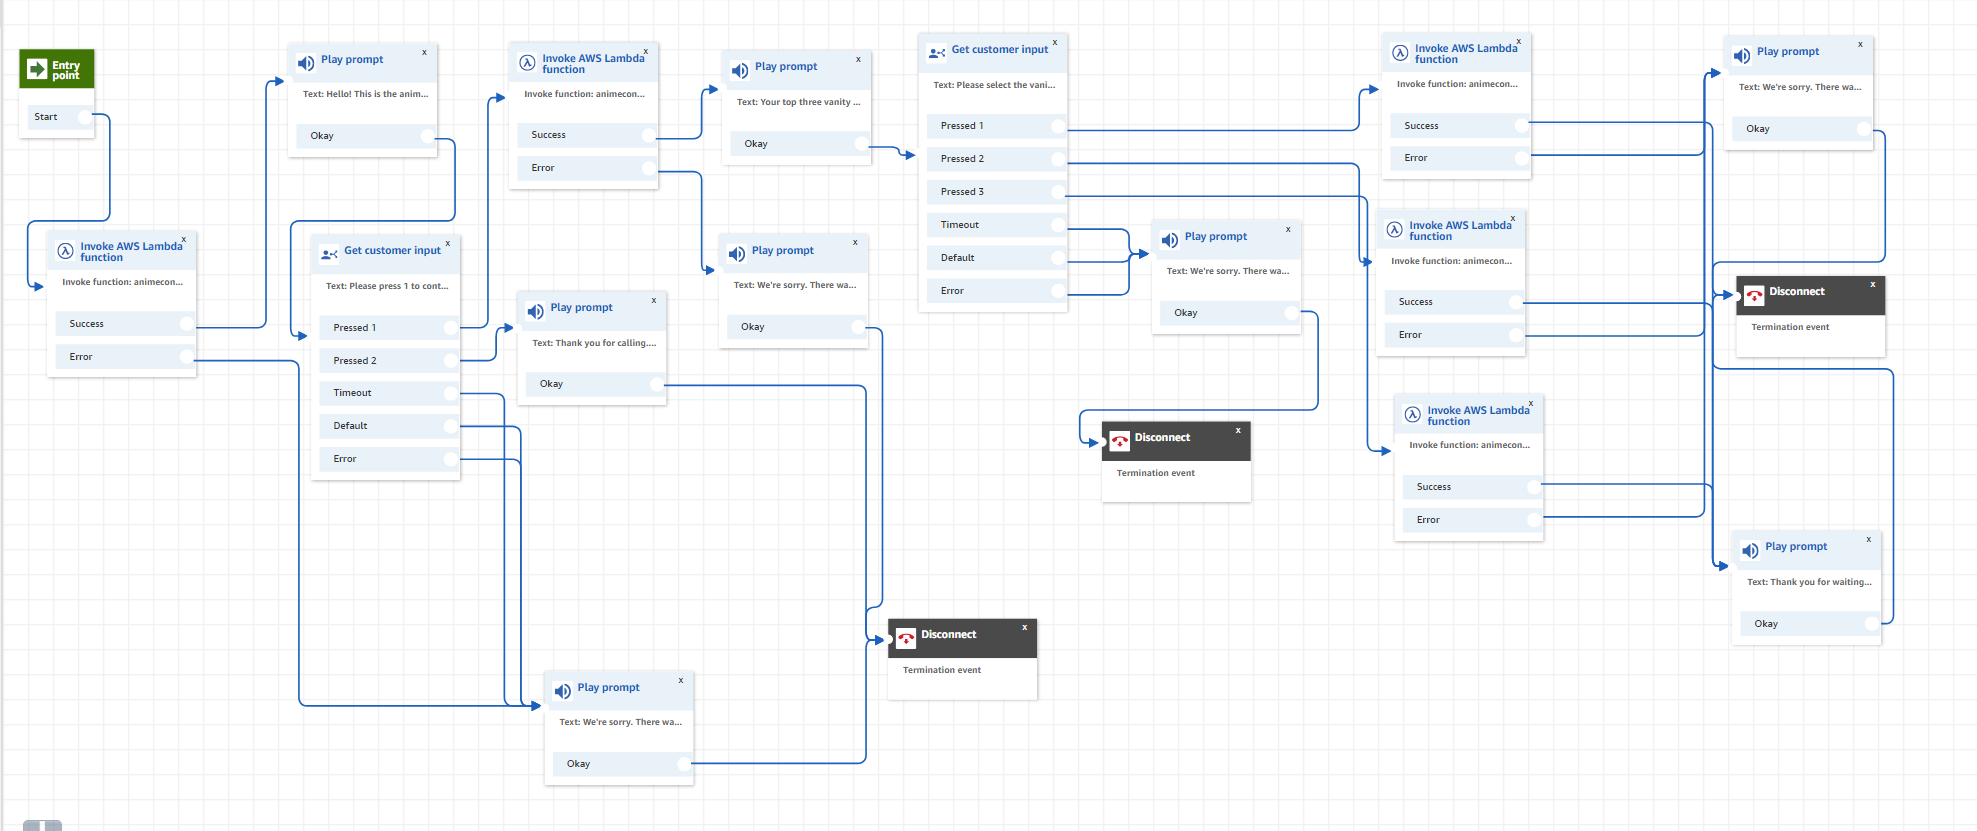 Entry
point
Start
x
Invoke AWS Lambda
function
Invoke function: animecon...
Success
Error
x
Play prompt
Text: Hello! This is the anim...
Okay
x
Get customer input
Text: Please press 1 to cont...
Pressed 1
Pressed 2
Timeout
Default
Error
x
Invoke AWS Lambda
function
Invoke function: animecon...
Success
Error
x
Play prompt
Text: Thank you for calling....
Okay
x
Play prompt
Text: We're sorry. There wa...
Okay
x
Play prompt
Text: Your top three vanity ...
Okay
x
Play prompt
Text: We're sorry. There wa...
Okay
x
Disconnect
Termination event
x
Get customer input
Text: Please select the vani...
Pressed 1
Pressed 2
Pressed 3
Timeout
Default
Error
x
Play prompt
Text: We're sorry. There wa...
Okay
x
Disconnect
Termination event
x
Invoke AWS Lambda
function
Invoke function: animecon...
Success
Error
x
Invoke AWS Lambda
function
Invoke function: animecon...
Success
Error
x
Invoke AWS Lambda
function
Invoke function: animecon...
Success
Error
x
Play prompt
Text: We're sorry. There wa...
Okay
x
Disconnect
Termination event
x
Play prompt
Text: Thank you for waiting...
Okay